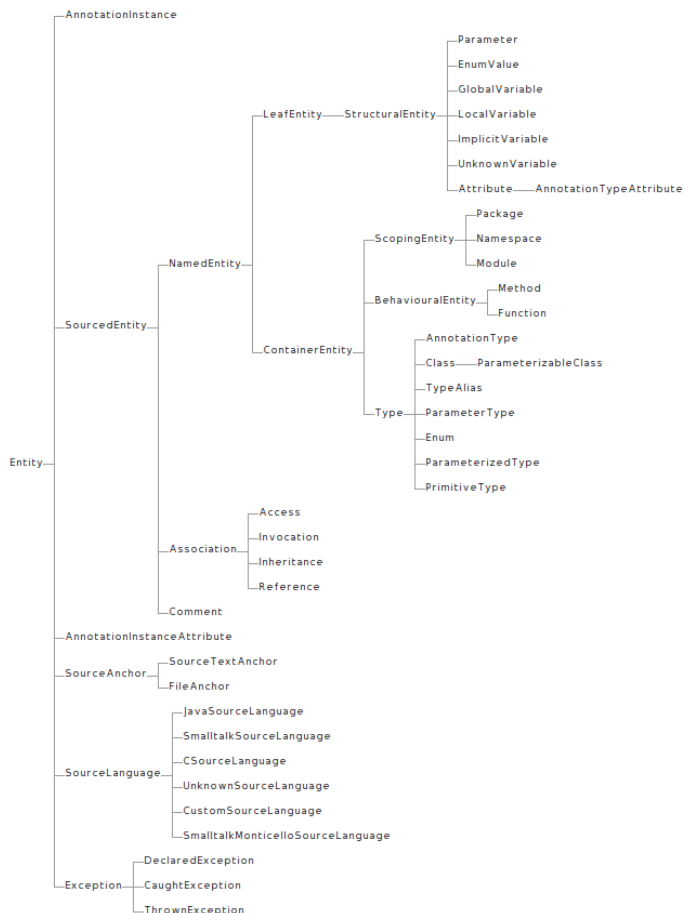 AnnotationInstance
Parameter
EnumValue
GlobalVariable
LeafEntity StructuralEntity LocalVariable
ImplicitVariable
UnknownVariable
Attribute AnnotationTypeAttribute
Package
ScopingEntity Namespace
NamedEntity Module
Method
BehaviouralEntity
Function
SourcedEntity
AnnotationType
ContainerEntity
Class ParameterizableClass
TypeAlias
Type ParameterType
Enum
Entity ParameterizedType
PrimitiveType
Access
Invocation
Association
Inheritance
Reference
Comment
AnnotationInstanceAttribute
SourceTextAnchor
SourceAnchor
FileAnchor
JavaSourceLanguage
SmalltalkSourceLanguage
CSourceLanguage
SourceLanguage
UnknownSourceLanguage
CustomSourceLanguage
SmalltalkMonticelloSourceLanguage
DeclaredException
Exception CaughtException
ThrownException